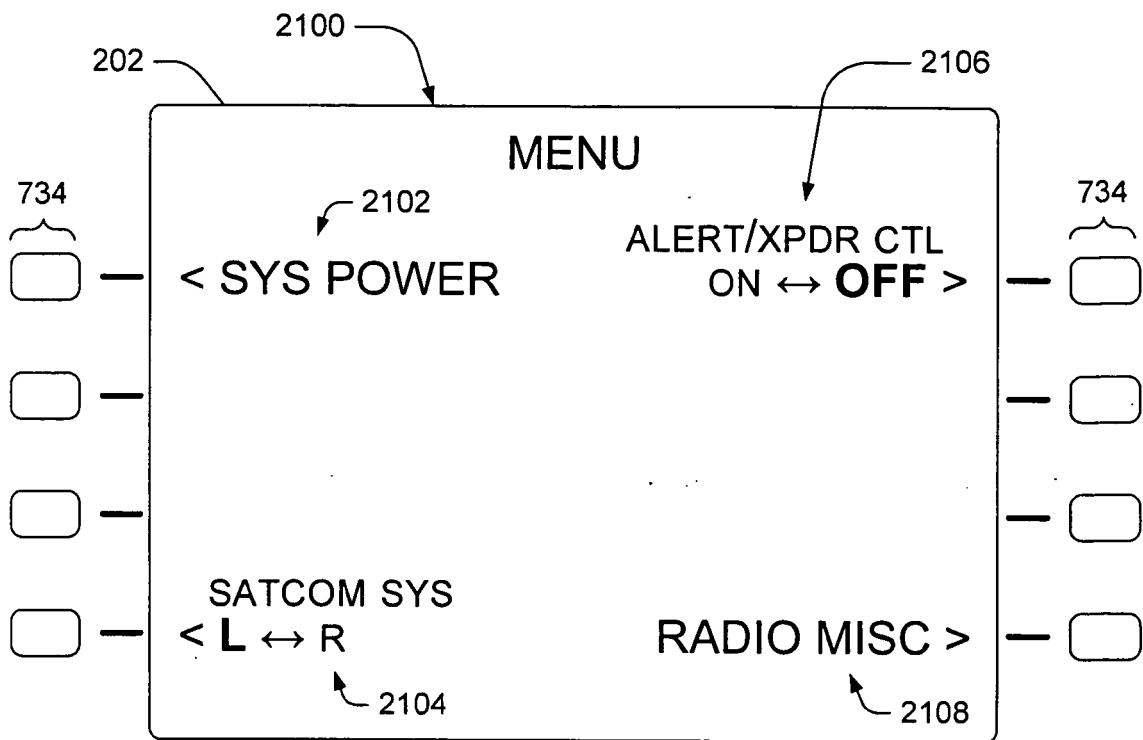 2100
202
2106
MENU
734
2102
734
ALERT/XPDR CTL
< SYS POWER
ON ↔ OFF >
SATCOM SYS
< L ↔ R
RADIO MISC >
2104
2108